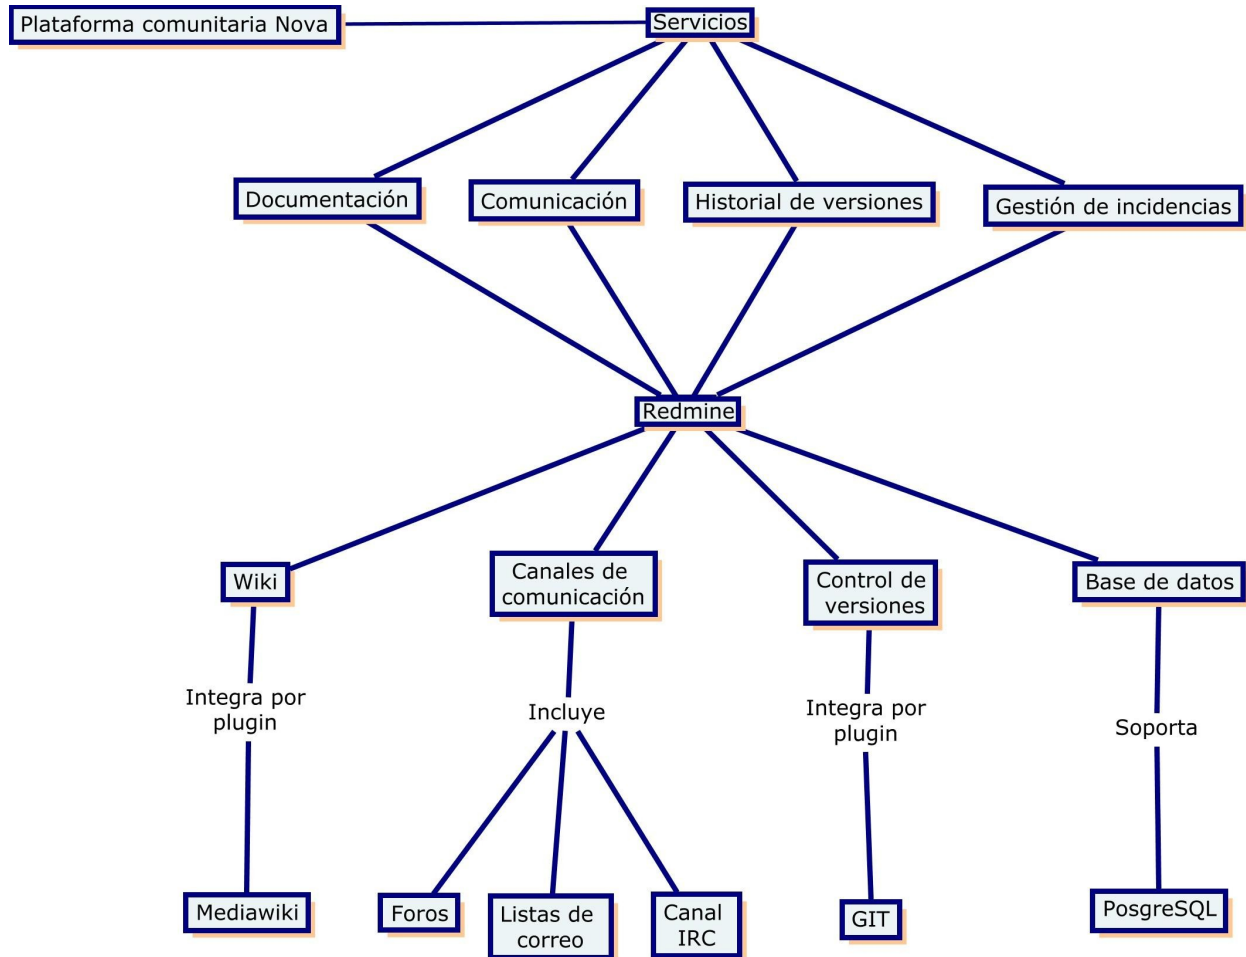 Plataforma comunitaria Nova
Servicios
Documentación
Comunicación
Historial de versiones
Gestión de incidencias
Redmine
Wiki
Canales de
comunicación
Control de
versiones
Base de datos
Integra por
plugin
Incluye
Integra por
plugin
Soporta
Mediawiki
Foros
Listas de
correo
Canal
IRC
GIT
PosgreSQL